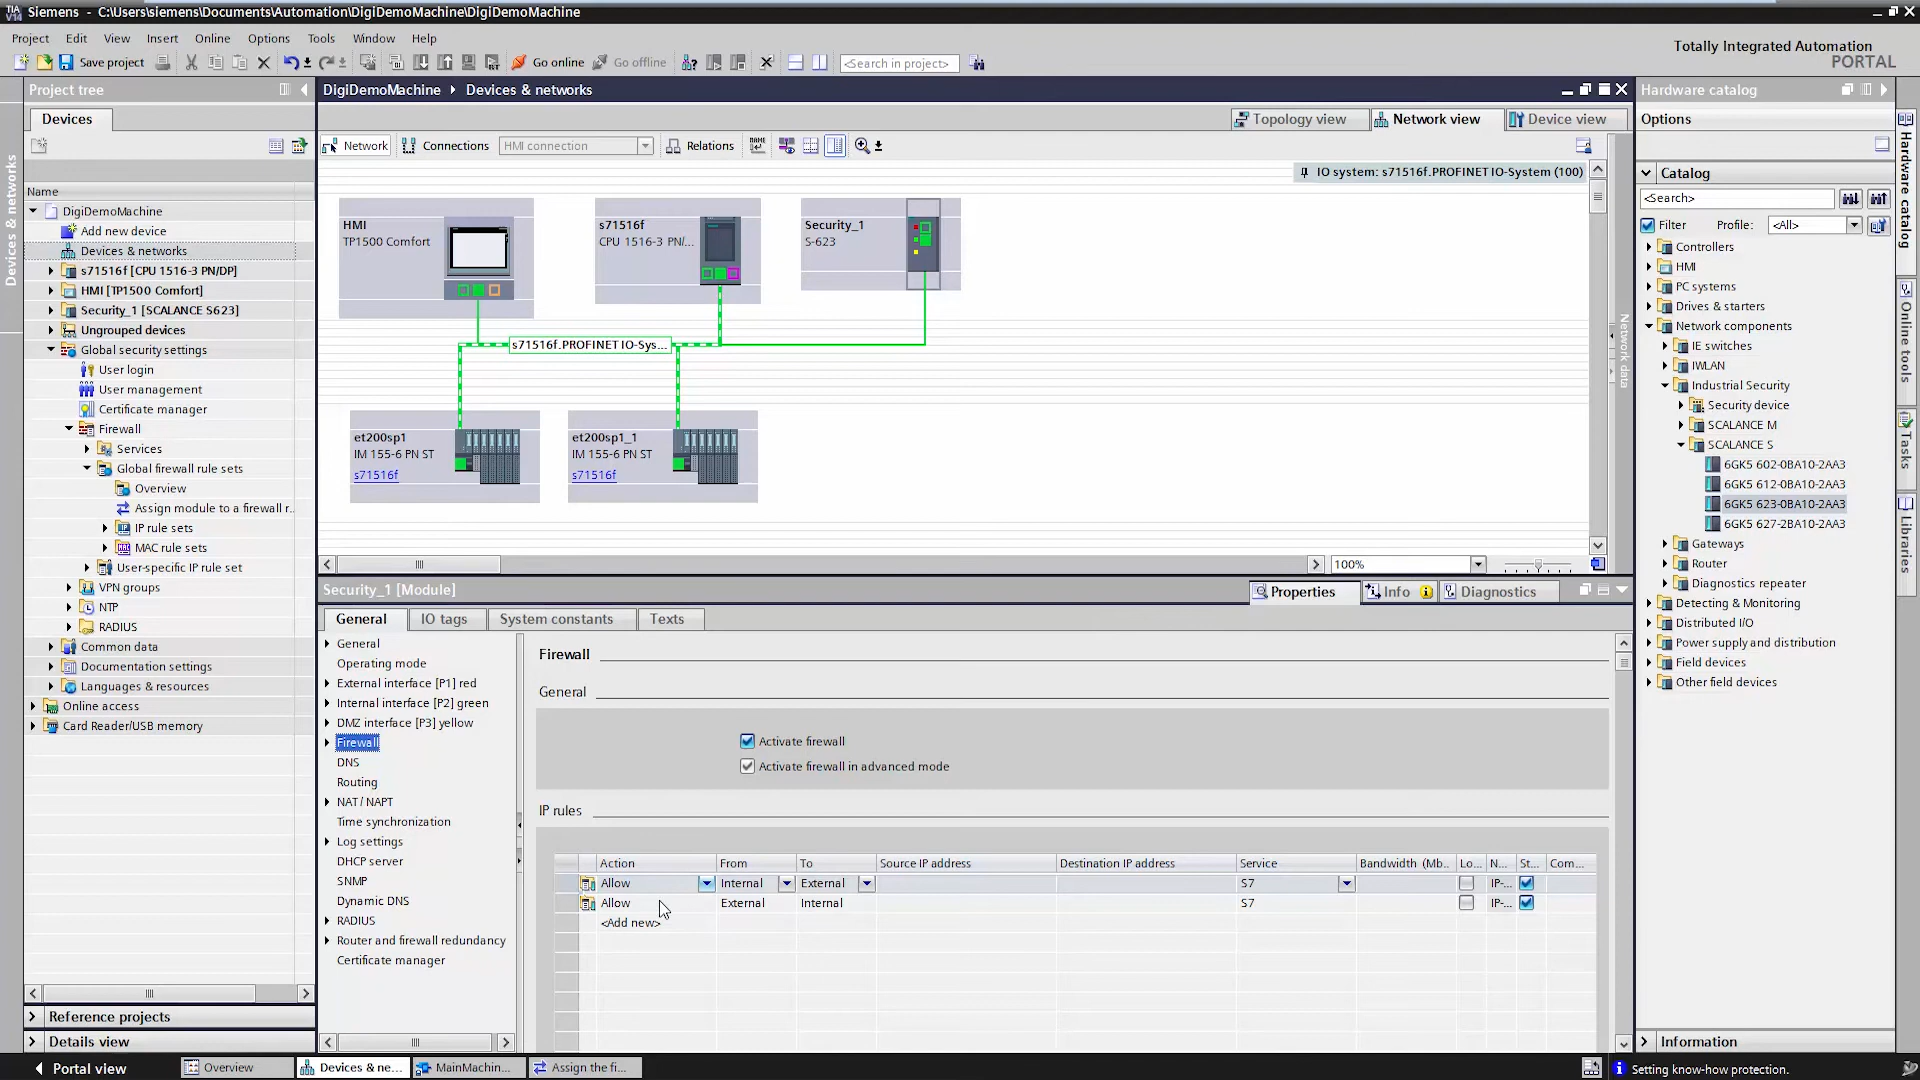 Siemens - C:\Users\siemens\Documents\Automation\DigiDemoMachine\DigiDemoMachine
Project Edit View Insert Online Options Tools Window Help
Totally Integrated Automation
PORTAL
Save project Go online Go offline <Search in project>
Project tree
DigiDemoMachine Devices & networks
Hardware catalog
Devices
Topology view Network view Device view
Options
Network Connections HMI connection Relations
IO system: s71516f.PROFINET IO-System (100)
Name
DigiDemoMachine
Add new device
Devices & networks
s71516f [CPU 1516-3 PN/DP]
HMI [TP1500 Comfort]
Security_1 [SCALANCE S623]
Ungrouped devices
Global security settings
User login
User management
Certificate manager
Firewall
Services
Global firewall rule sets
Overview
Assign module to a firewall r..
IP rule sets
MAC rule sets
User-specific IP rule set
VPN groups
NTP
RADIUS
Common data
Documentation settings
Languages & resources
Online access
Card Reader/USB memory
Reference projects
Details view
Devices & networks
HMI
TP1500 Comfort
s71516f
CPU 1516-3 PN/...
Security_1
S-623
s71516f.PROFINET IO-Sys...
et200sp1
IM 155-6 PN ST
s71516f
et200sp1_1
IM 155-6 PN ST
s71516f
Network data
100%
Security_1 [Module]
Properties Info Diagnostics
General IO tags System constants Texts
General
Operating mode
External interface [P1] red
Internal interface [P2] green
DMZ interface [P3] yellow
Firewall
DNS
Routing
NAT / NAPT
Time synchronization
Log settings
DHCP server
SNMP
Dynamic DNS
RADIUS
Router and firewall redundancy
Certificate manager
Firewall
General
Activate firewall
Activate firewall in advanced mode
IP rules
Action From To Source IP address Destination IP address Service Bandwidth (Mb.. Lo... N... St... Com...
Allow Internal External S7 IP-...
Allow External Internal S7 IP-...
<Add new>
Catalog
<Search>
Filter Profile: <All>
Controllers
HMI
PC systems
Drives & starters
Network components
IE switches
IWLAN
Industrial Security
Security device
SCALANCE M
SCALANCE S
6GK5 602-0BA10-2AA3
6GK5 612-0BA10-2AA3
6GK5 623-0BA10-2AA3
6GK5 627-2BA10-2AA3
Gateways
Router
Diagnostics repeater
Detecting & Monitoring
Distributed I/O
Power supply and distribution
Field devices
Other field devices
Information
Hardware catalog
Online tools
Tasks
Libraries
Portal view Overview Devices & ne... MainMachin... Assign the fi...
Setting know-how protection.